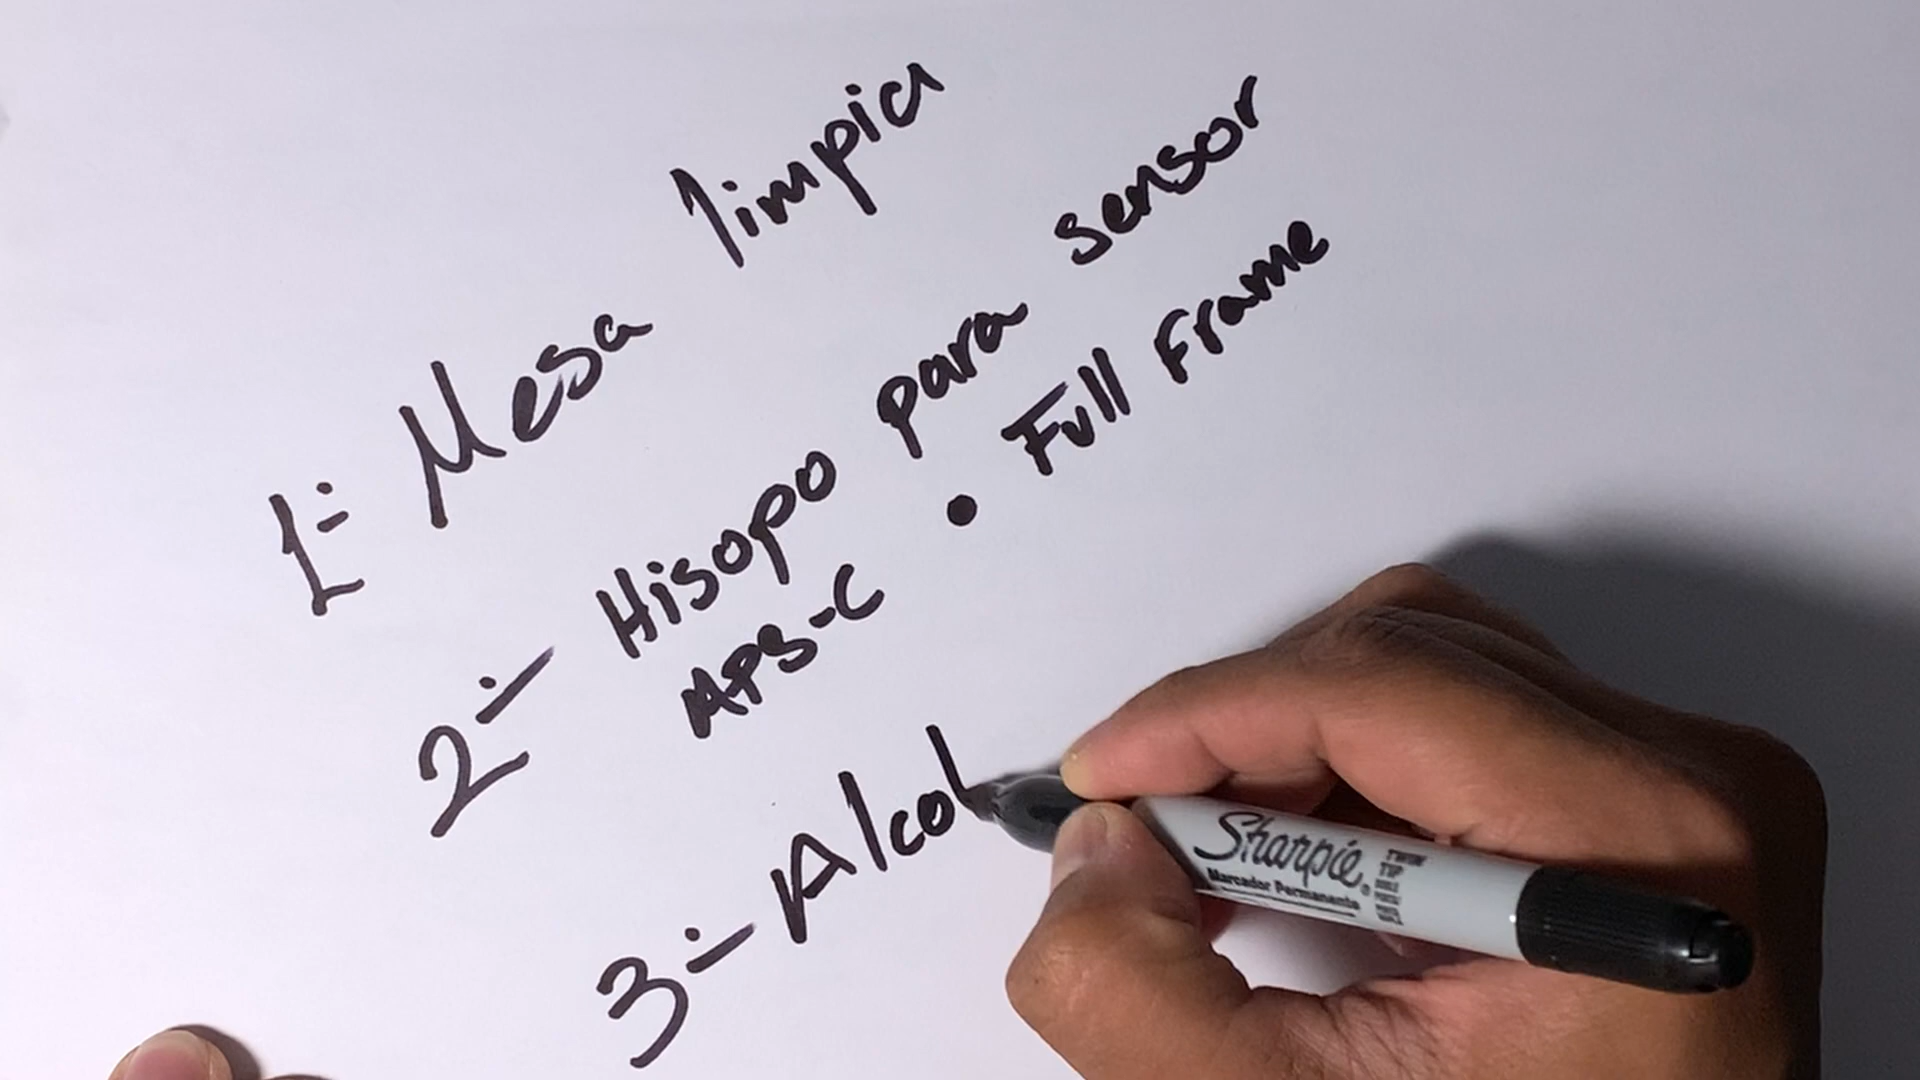 1.- Mesa limpia
2.- Hisopo para sensor
APS-C • Full Frame
3.- Alcol
Sharpie®
Marcador Permanente
TWIN
TIP